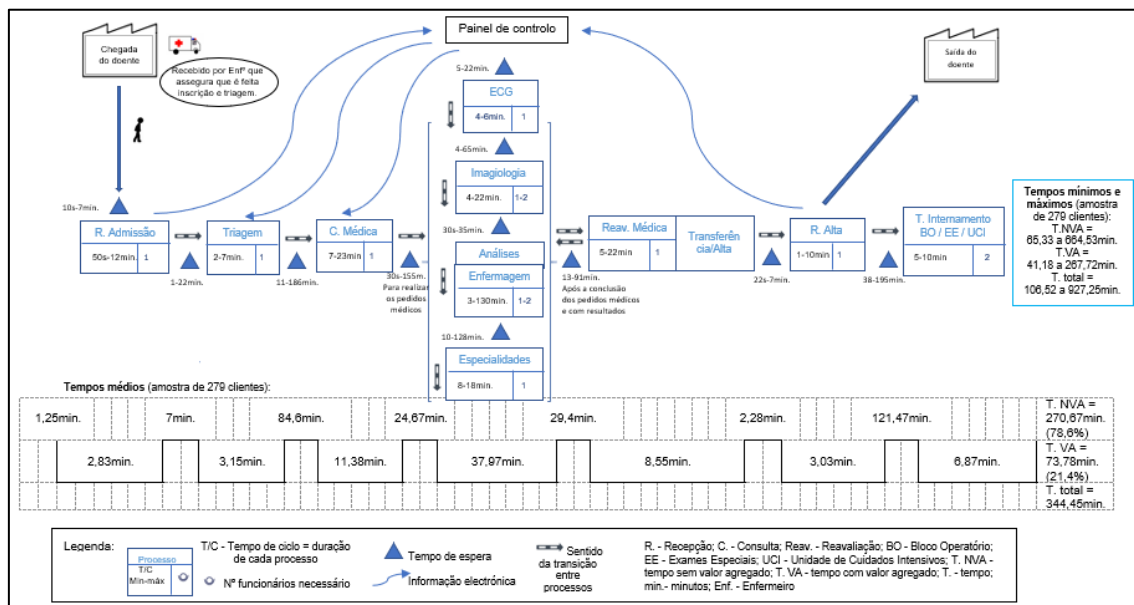 Painel de controlo
Chegada
do doente
Recebido por Enfº que
assegura que é feita
inscrição e triagem.
Saída do
doente
5-22min.
ECG
4-6min. 1
4-65min.
Imagiologia
4-22min. 1-2
30s-35min.
Análises
Enfermagem
3-130min. 1-2
10-128min.
Especialidades
8-18min. 1
10s-7min.
R. Admissão
50s-12min. 1
1-22min.
Triagem
2-7min. 1
11-186min.
C. Médica
7-23min 1
30s-155m.
Para realizar
os pedidos
médicos
13-91min.
Após a conclusão
dos pedidos médicos
e com resultados
Reav. Médica
5-22min. 1
Transferên
cia/Alta
22s-7min.
R. Alta
1-10min 1
38-195min.
T. Internamento
BO / EE / UCI
5-10min 2
Tempos mínimos e
máximos (amostra
de 279 clientes):
T.NVA =
65,33 a 664,53min.
T.VA =
41,18 a 267,72min.
T. total =
106,52 a 927,25min.
Tempos médios (amostra de 279 clientes):
1,25min. 7min. 84,6min. 24,67min. 29,4min. 2,28min. 121,47min.
T. NVA =
270,67min.
(78,6%)
2,83min. 3,15min. 11,38min. 37,97min. 8,55min. 3,03min. 6,87min.
T. VA =
73,78min.
(21,4%)
T. total =
344,45min.
Legenda:
Processo
T/C
Min-máx
T/C - Tempo de ciclo = duração
de cada processo
Nº funcionários necessário
Tempo de espera
Informação electrónica
Sentido
da transição
entre
processos
R. - Recepção; C. - Consulta; Reav. - Reavaliação; BO - Bloco Operatório;
EE - Exames Especiais; UCI - Unidade de Cuidados Intensivos; T. NVA -
tempo sem valor agregado; T. VA - tempo com valor agregado; T. - tempo;
min.- minutos; Enf. - Enfermeiro